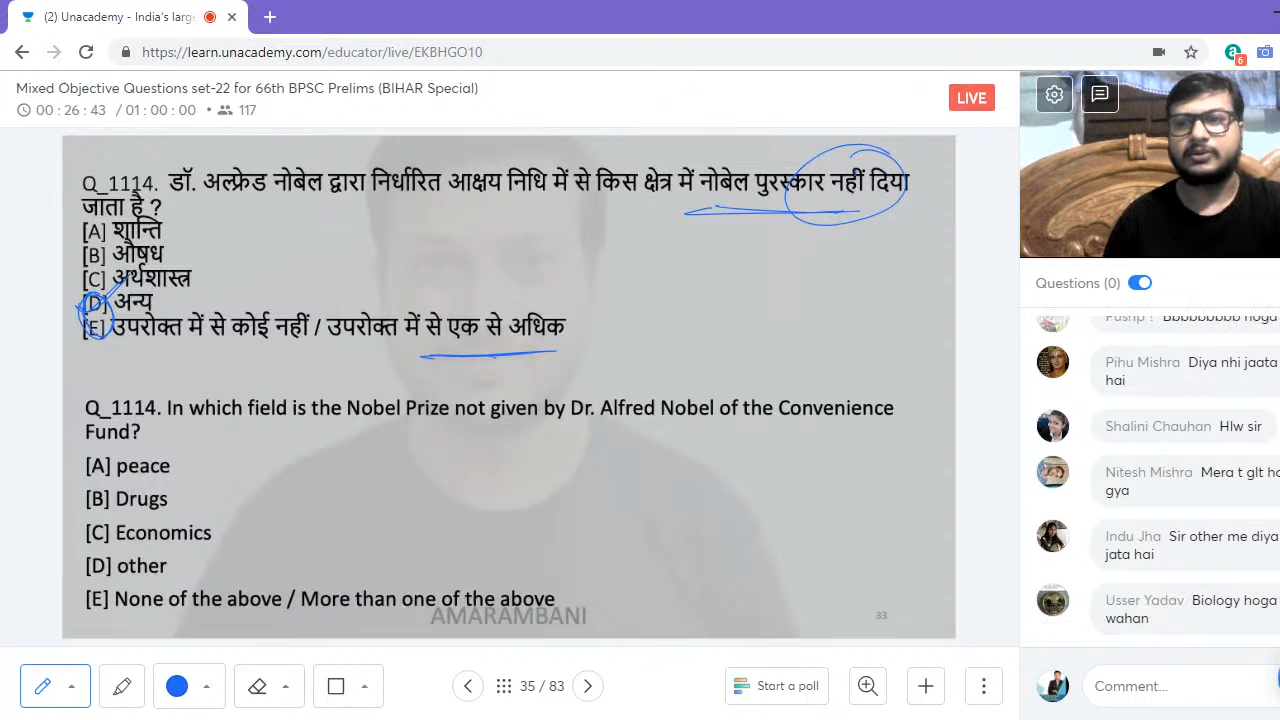 (2) Unacademy - India's larg
https://learn.unacademy.com/educator/live/EKBHGO10
6
Mixed Objective Questions set-22 for 66th BPSC Prelims (BIHAR Special)
00 : 26 : 43 / 01 : 00 : 00 • 117
LIVE
Q_1114. डॉ. अल्फ्रेड नोबेल द्वारा निर्धारित आक्षय निधि में से किस क्षेत्र में नोबेल पुरस्कार नहीं दिया
जाता है ?
[A] शान्ति
[B] औषध
[C] अर्थशास्त्र
[D] अन्य
[E] उपरोक्त में से कोई नहीं / उपरोक्त में से एक से अधिक
Q_1114. In which field is the Nobel Prize not given by Dr. Alfred Nobel of the Convenience
Fund?
[A] peace
[B] Drugs
[C] Economics
[D] other
[E] None of the above / More than one of the above
AMARAMBANI
33
Questions (0)
Pushp ! Bbbbbbbbb hoga
Pihu Mishra Diya nhi jaata
hai
Shalini Chauhan Hlw sir
Nitesh Mishra Mera t glt ho
gya
Indu Jha Sir other me diya
jata hai
Usser Yadav Biology hoga
wahan
35 / 83
Start a poll
Comment...